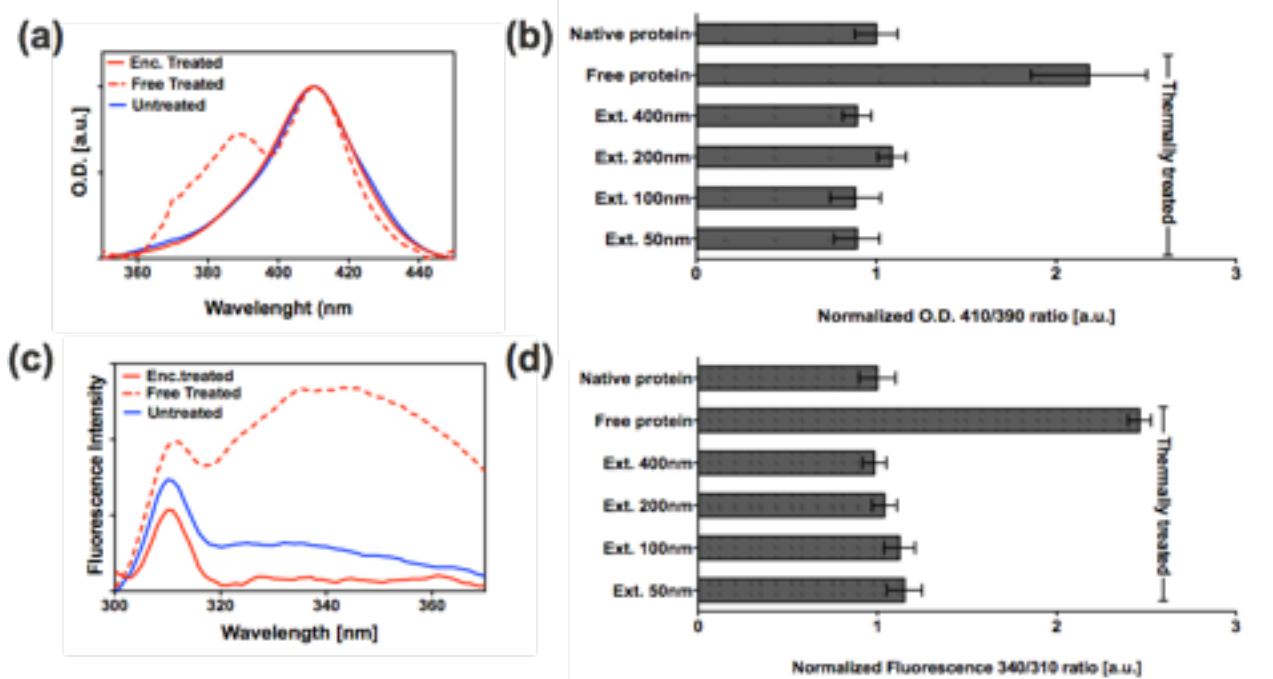 (a)
Enc. Treated
Free Treated
Untreated
O.D. [a.u.]
360 380 400 420 440
Wavelenght (nm
(b)
Native protein
Free protein
Ext. 400nm
Ext. 200nm
Ext. 100nm
Ext. 50nm
Thermally treated
0 1 2 3
Normalized O.D. 410/390 ratio [a.u.]
(c)
Enc.treated
Free Treated
Untreated
Fluorescence Intensity
300 320 340 360
Wavelength [nm]
(d)
Native protein
Free protein
Ext. 400nm
Ext. 200nm
Ext. 100nm
Ext. 50nm
Thermally treated
0 1 2 3
Normalized Fluorescence 340/310 ratio [a.u.]